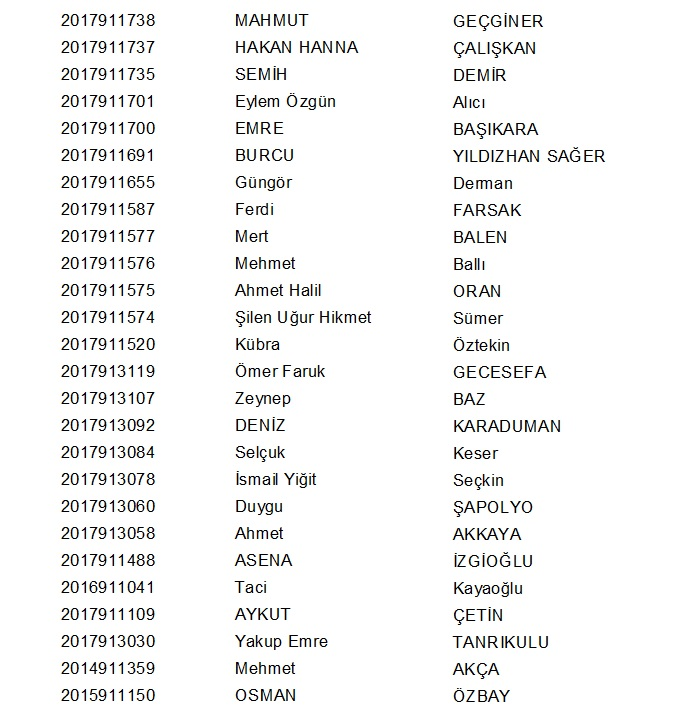 2017911738 MAHMUT GEÇGİNER
2017911737 HAKAN HANNA ÇALIŞKAN
2017911735 SEMİH DEMİR
2017911701 Eylem Özgün Alıcı
2017911700 EMRE BAŞIKARA
2017911691 BURCU YILDIZHAN SAĞER
2017911655 Güngör Derman
2017911587 Ferdi FARSAK
2017911577 Mert BALEN
2017911576 Mehmet Ballı
2017911575 Ahmet Halil ORAN
2017911574 Şilen Uğur Hikmet Sümer
2017911520 Kübra Öztekin
2017913119 Ömer Faruk GECESEFA
2017913107 Zeynep BAZ
2017913092 DENİZ KARADUMAN
2017913084 Selçuk Keser
2017913078 İsmail Yiğit Seçkin
2017913060 Duygu ŞAPOLYO
2017913058 Ahmet AKKAYA
2017911488 ASENA İZGİOĞLU
2016911041 Taci Kayaoğlu
2017911109 AYKUT ÇETİN
2017913030 Yakup Emre TANRIKULU
2014911359 Mehmet AKÇA
2015911150 OSMAN ÖZBAY